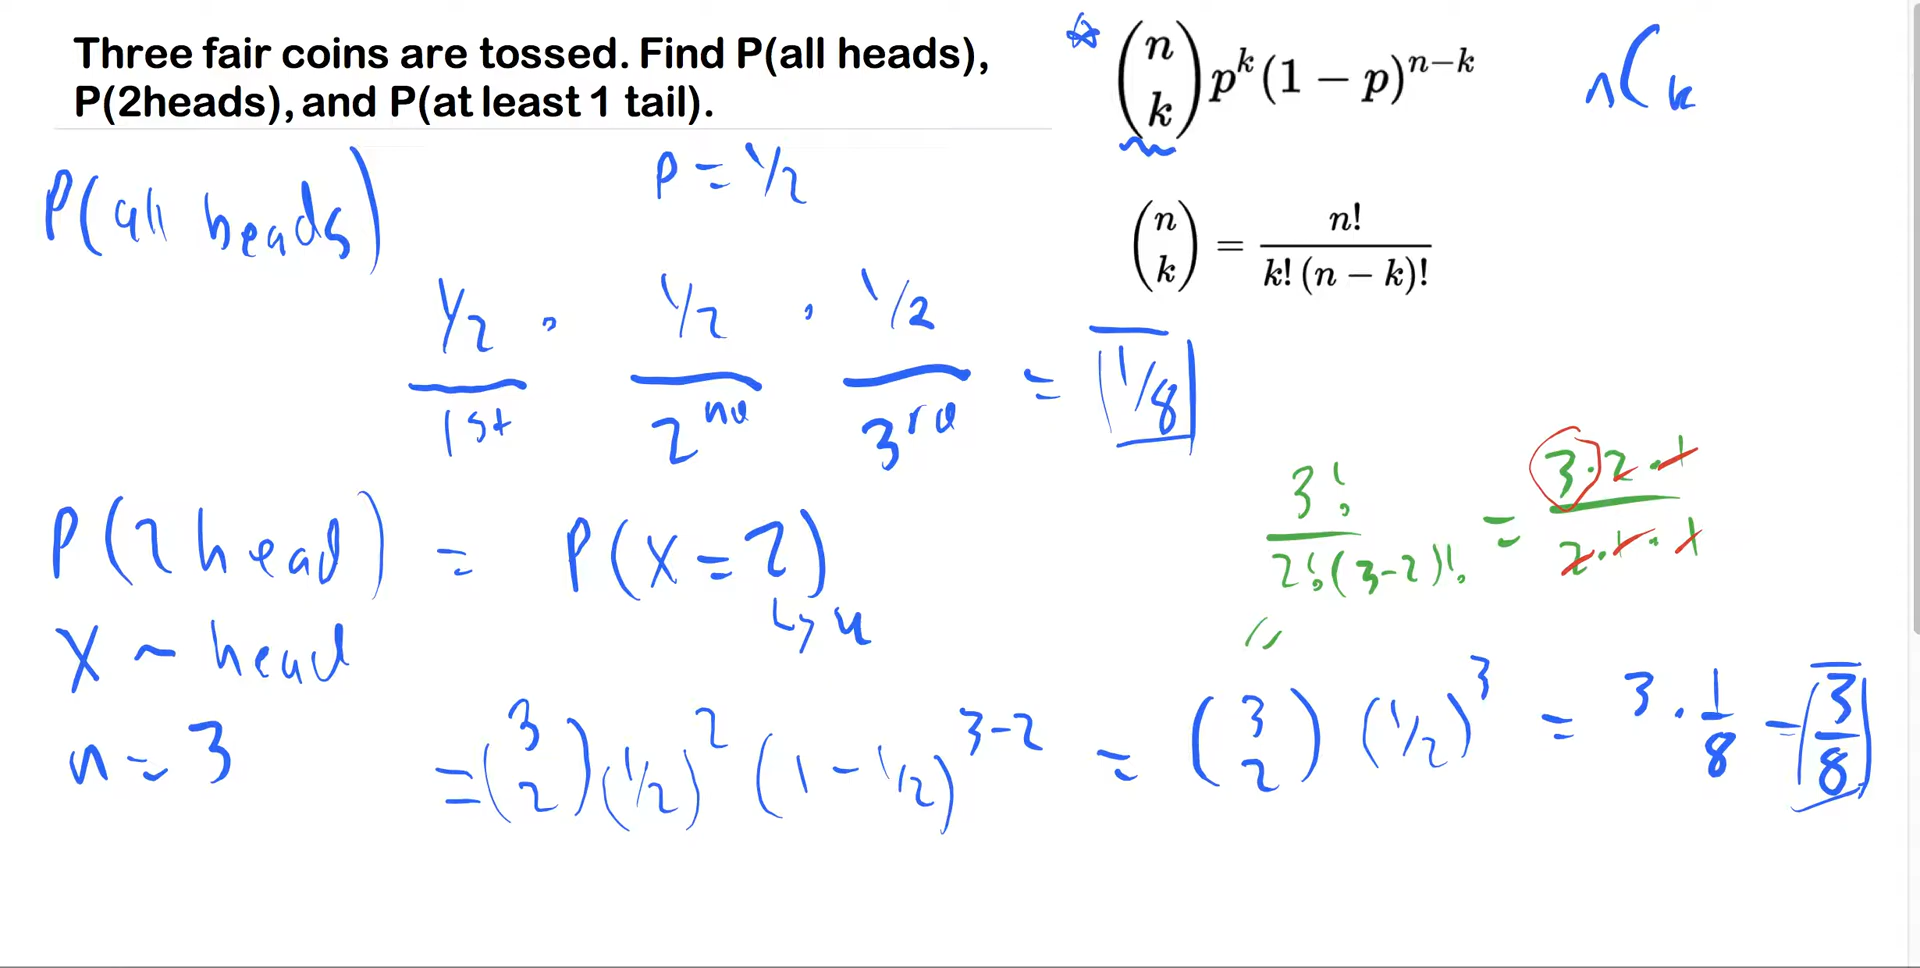 Three fair coins are tossed. Find P(all heads),
P(2heads), and P(at least 1 tail).
(n k) p^k (1 − p)^{n−k}
nCk
P(all heads)
P = 1/2
(n k) = n! / (k! (n − k)!)
1/2 · 1/2 · 1/2 = 1/8
1st 2nd 3rd
3! / (2! (3-2)!) = 3·2·1 / 2·1·1
P(2 head) = P(X = 2)
X ~ head
n = 3
= (3 2) (1/2)^2 (1 - 1/2)^{3-2} = (3 2) (1/2)^3 = 3 · 1/8 = 3/8